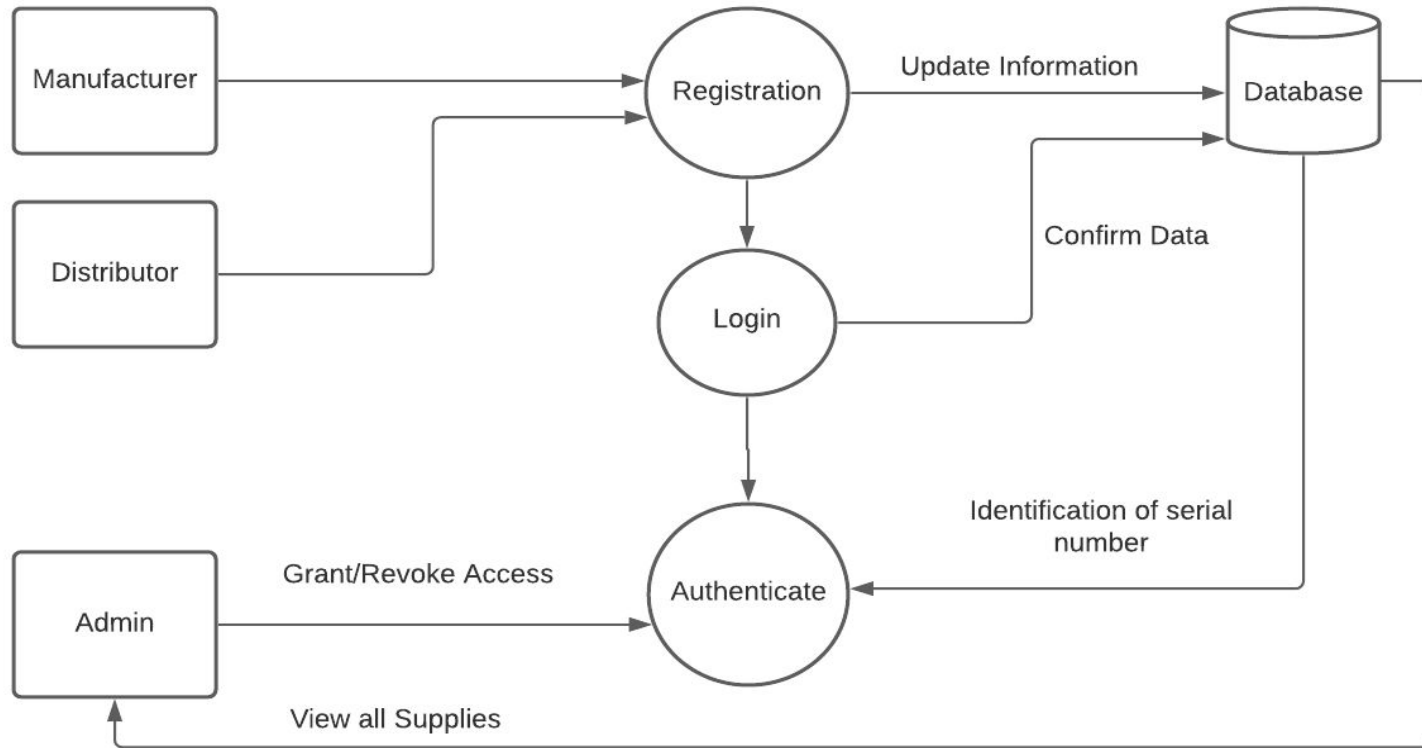 Manufacturer
Registration
Update Information
Database
Distributor
Confirm Data
Login
Identification of serial
number
Grant/Revoke Access
Authenticate
Admin
View all Supplies